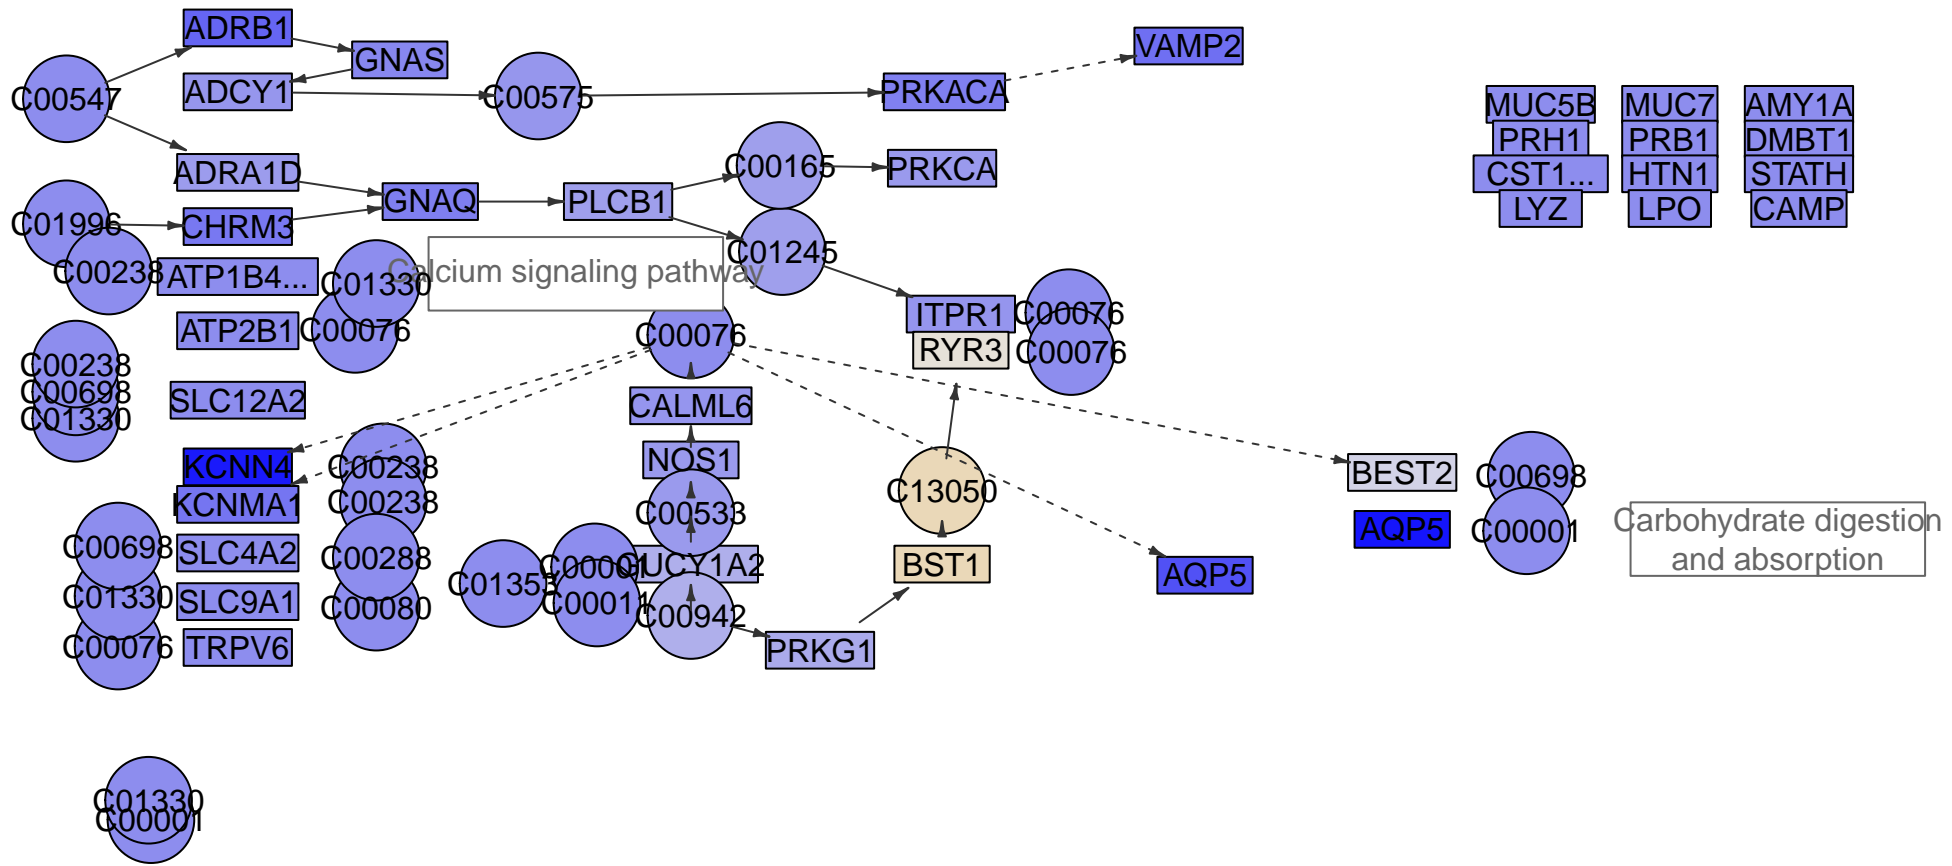 ADRB1
GNAS
VAMP2
C00547
ADCY1
C00575
PRKACA
MUC5B
MUC7
AMY1A
PRH1
PRB1
DMBT1
ADRA1D
C00165
PRKCA
CST1...
HTN1
STATH
GNAQ
PLCB1
LYZ
LPO
CAMP
C01996
CHRM3
C01245
C00238
ATP1B4...
C01330
Calcium signaling pathway
ATP2B1
C00076
C00076
ITPR1
C00076
RYR3
C00076
C00238
C00698
C01330
SLC12A2
CALML6
KCNN4
C00238
NOS1
BEST2
C00698
KCNMA1
C00238
C00533
C13050
AQP5
C00001
Carbohydrate digestion
and absorption
C00698
SLC4A2
C00288
C01353
C00001
GUCY1A2
BST1
AQP5
C01330
SLC9A1
C00080
C00011
C00942
C00076
TRPV6
PRKG1
C01330
C00001